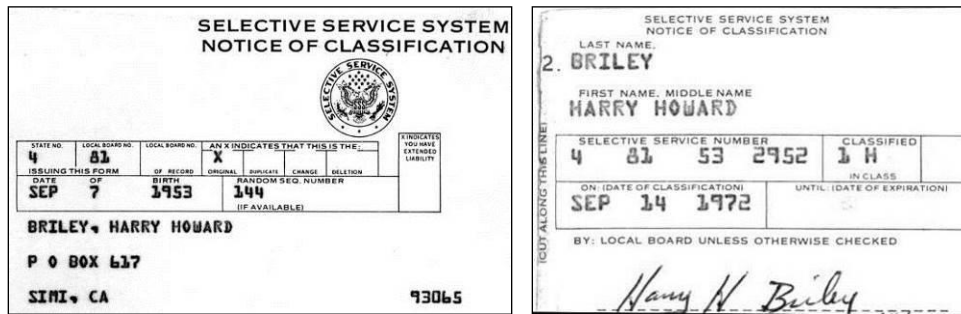 SELECTIVE SERVICE SYSTEM
NOTICE OF CLASSIFICATION
SELECTIVE SERVICE SYSTEM
STATE NO. LOCAL BOARD NO. LOCAL BOARD NO. AN X INDICATES THAT THIS IS THE: X INDICATES YOU HAVE EXTENDED LIABILITY
4 81 X
ISSUING THIS FORM OF RECORD ORIGINAL DUPLICATE CHANGE DELETION
DATE OF BIRTH RANDOM SEQ. NUMBER
SEP 7 1953 144
(IF AVAILABLE)
BRILEY, HARRY HOWARD
P O BOX 617
SIMI, CA 93065
SELECTIVE SERVICE SYSTEM
NOTICE OF CLASSIFICATION
LAST NAME,
2. BRILEY
FIRST NAME, MIDDLE NAME
HARRY HOWARD
SELECTIVE SERVICE NUMBER CLASSIFIED
4 81 53 2952 1 H
IN CLASS
ON: (DATE OF CLASSIFICATION) UNTIL: (DATE OF EXPIRATION)
SEP 14 1972
BY: LOCAL BOARD UNLESS OTHERWISE CHECKED
Harry H Briley
(CUT ALONG THIS LINE)